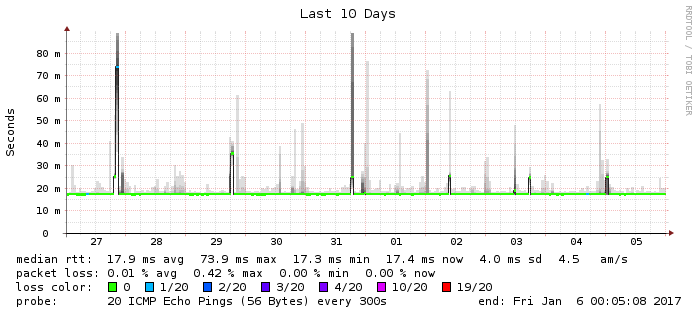 Last 10 Days
RRDTOOL / TOBI OETIKER
Seconds
80 m
70 m
60 m
50 m
40 m
30 m
20 m
10 m
0
27 28 29 30 31 01 02 03 04 05
median rtt: 17.9 ms avg 73.9 ms max 17.3 ms min 17.4 ms now 4.0 ms sd 4.5 am/s
packet loss: 0.01 % avg 0.42 % max 0.00 % min 0.00 % now
loss color: 0 1/20 2/20 3/20 4/20 10/20 19/20
probe: 20 ICMP Echo Pings (56 Bytes) every 300s end: Fri Jan 6 00:05:08 2017